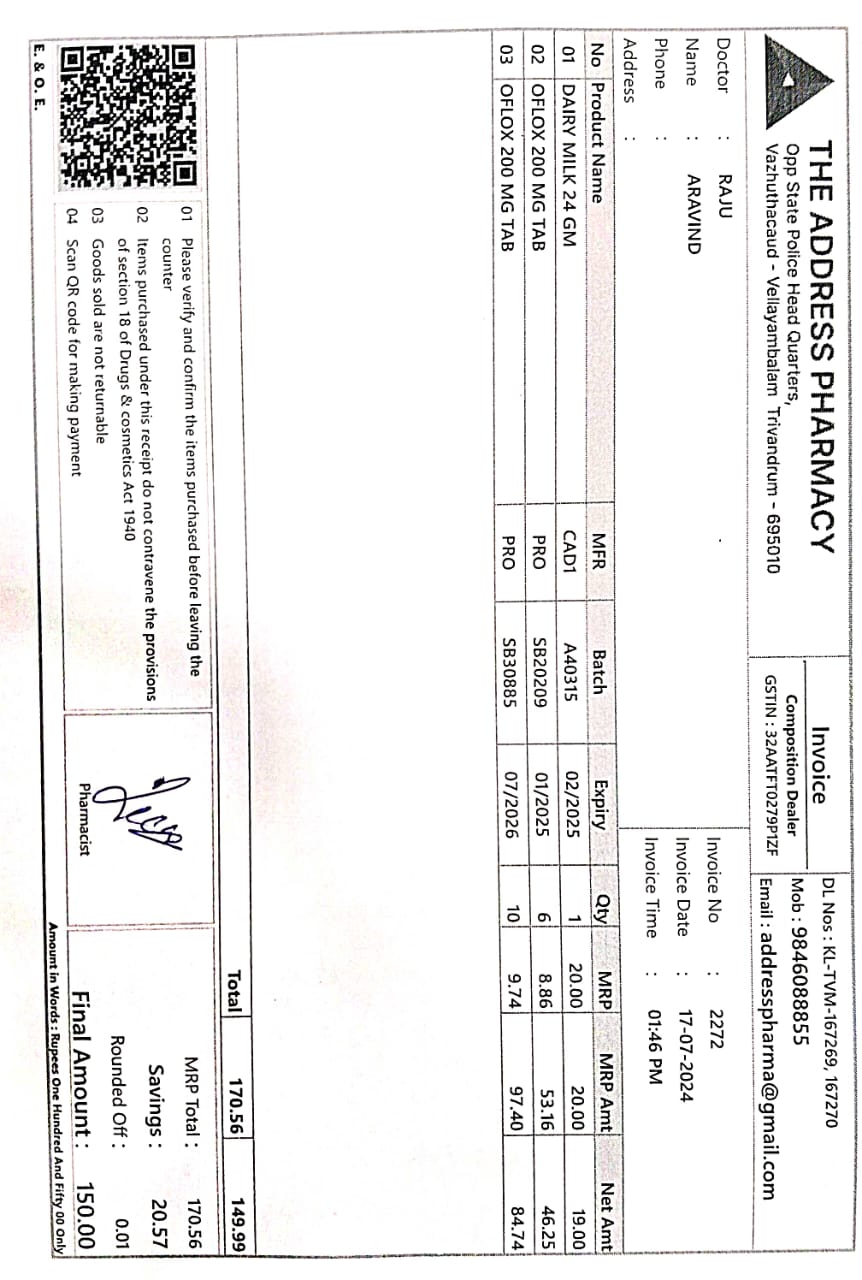 THE ADDRESS PHARMACY
Opp State Police Head Quarters,
Vazhuthacaud - Vellayambalam Trivandrum - 695010
Invoice
Composition Dealer
GSTIN : 32AATFT0279P1ZF
DL Nos : KL-TVM-167269, 167270
Mob : 9846088855
Email : addresspharma@gmail.com
Doctor : RAJU
Name : ARAVIND
Phone :
Address :
Invoice No : 2272
Invoice Date : 17-07-2024
Invoice Time : 01:46 PM
No Product Name MFR Batch Expiry Qty MRP MRP Amt Net Amt
01 DAIRY MILK 24 GM CAD1 A40315 02/2025 1 20.00 20.00 19.00
02 OFLOX 200 MG TAB PRO SB20209 01/2025 6 8.86 53.16 46.25
03 OFLOX 200 MG TAB PRO SB30885 07/2026 10 9.74 97.40 84.74
Total 170.56 149.99
01 Please verify and confirm the items purchased before leaving the
counter
02 Items purchased under this receipt do not contravene the provisions
of section 18 of Drugs & cosmetics Act 1940
03 Goods sold are not returnable
04 Scan QR code for making payment
E. & O. E.
Pharmacist
MRP Total : 170.56
Savings : 20.57
Rounded Off : 0.01
Final Amount : 150.00
Amount in Words : Rupees One Hundred And Fifty 00 Only